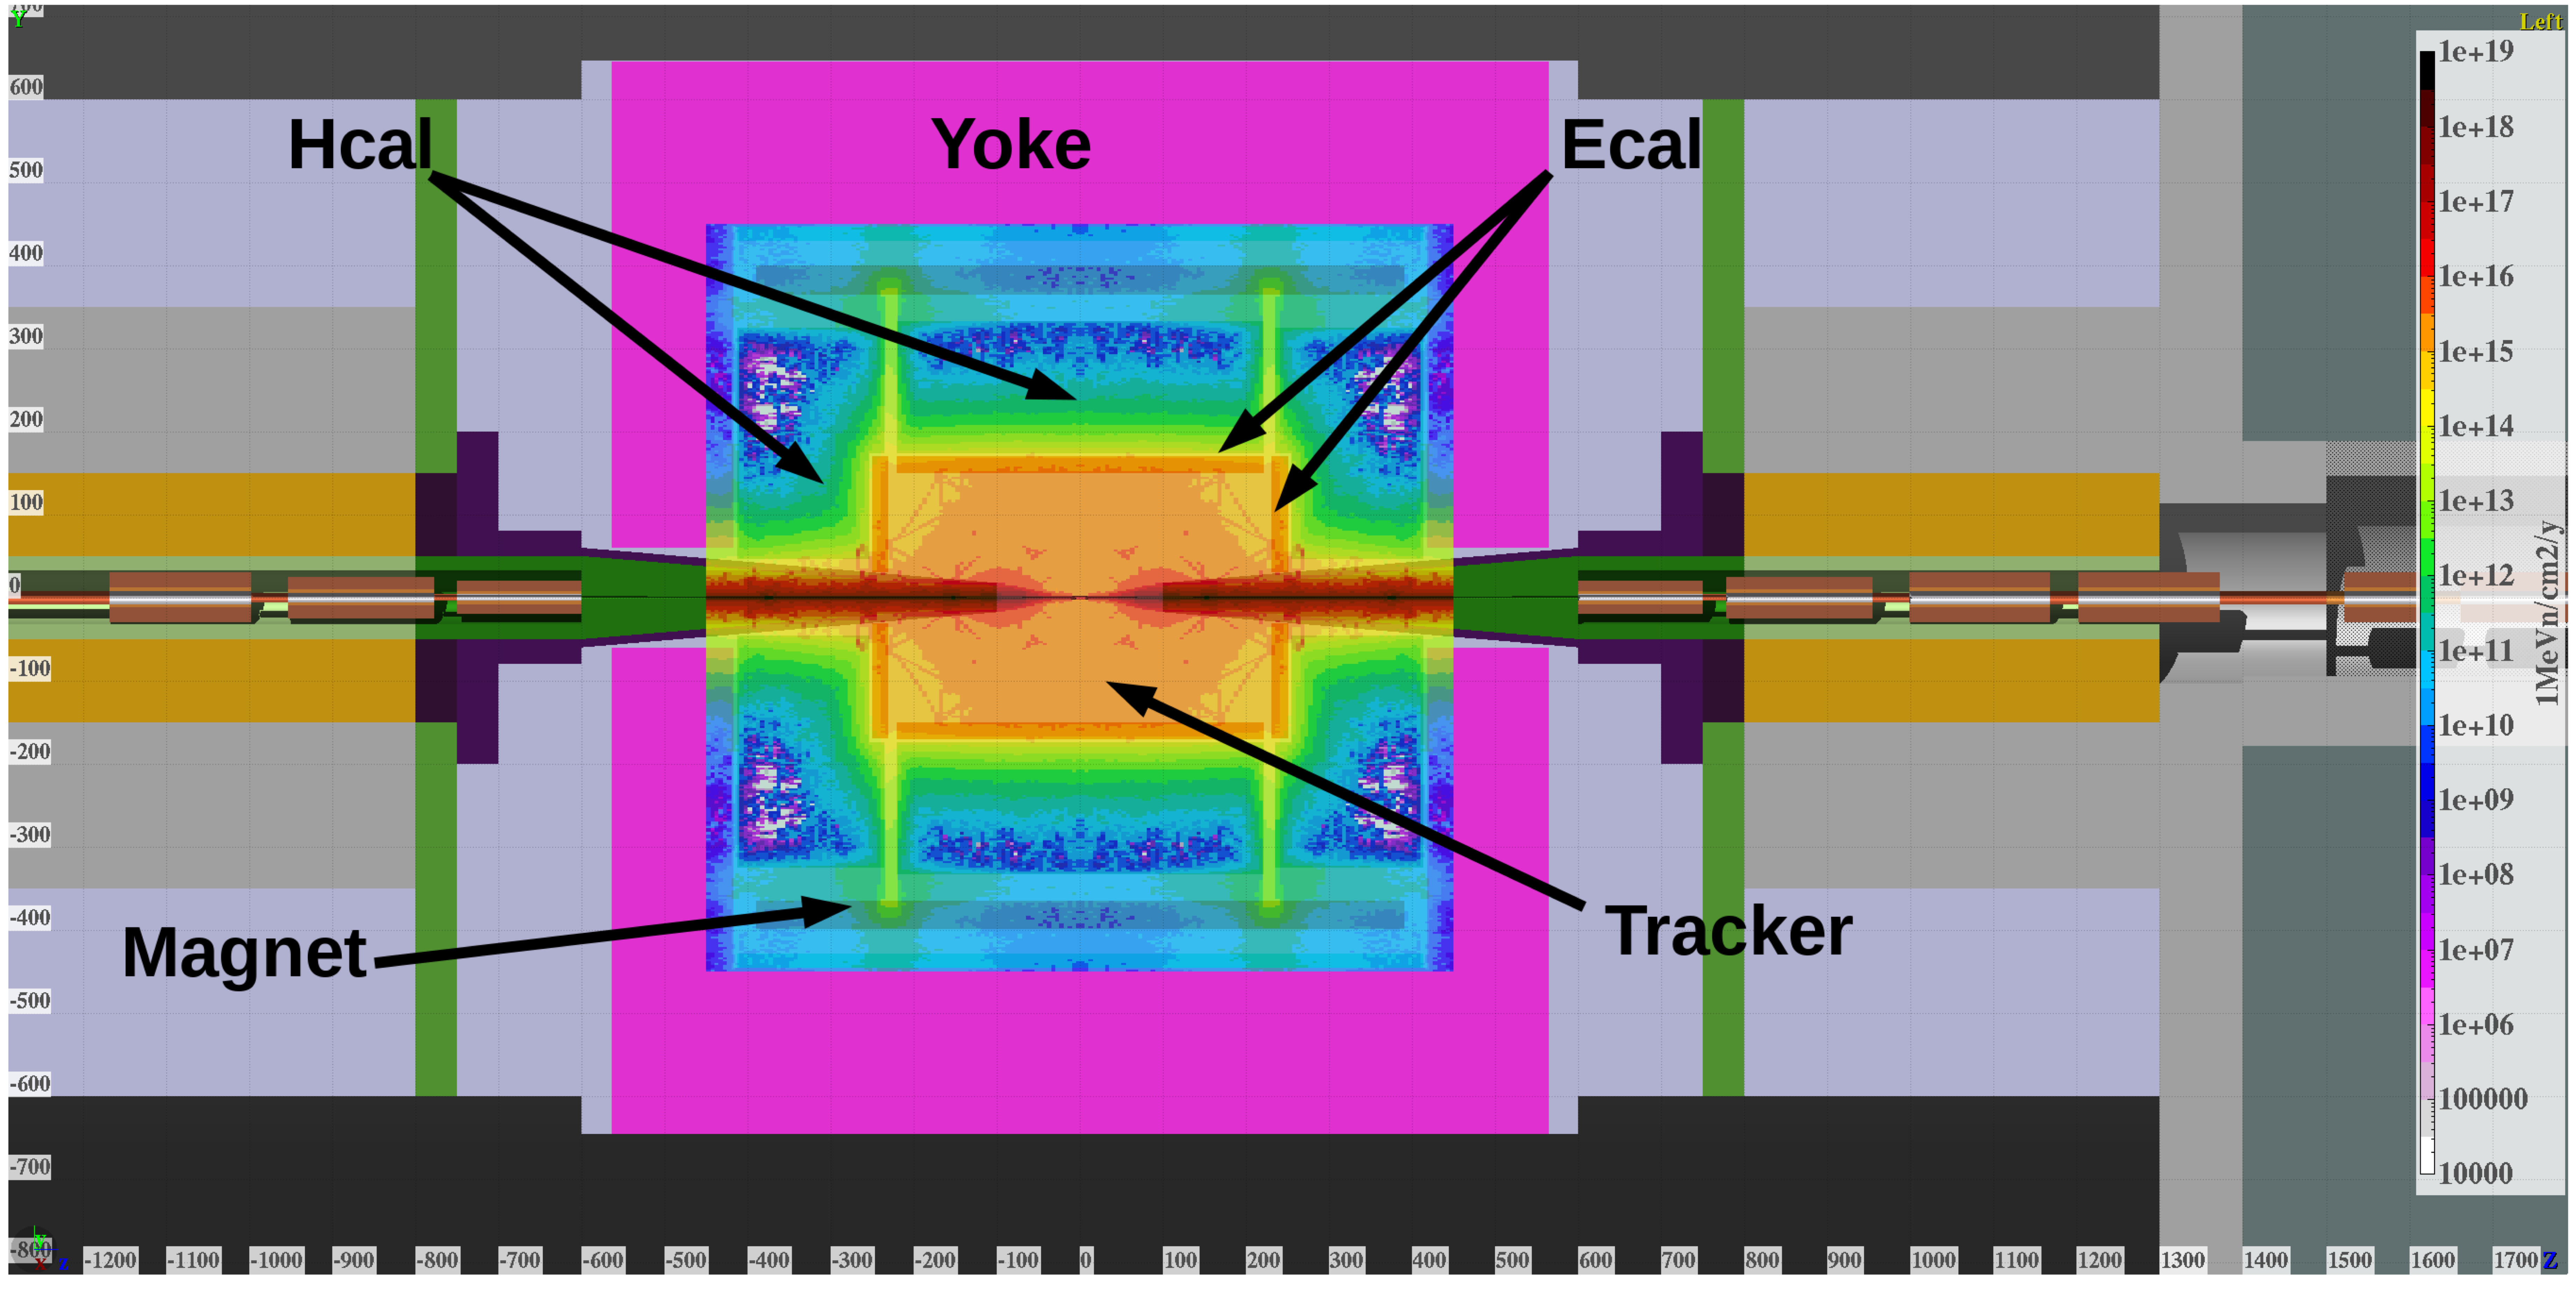 Y
Left
700
600
500
400
300
200
100
0
-100
-200
-300
-400
-500
-600
-700
-800
Hcal
Yoke
Ecal
Magnet
Tracker
1e+19
1e+18
1e+17
1e+16
1e+15
1e+14
1e+13
1e+12
1e+11
1e+10
1e+09
1e+08
1e+07
1e+06
100000
10000
1MeVn/cm2/y
Y
x z
-1200 -1100 -1000 -900 -800 -700 -600 -500 -400 -300 -200 -100 0 100 200 300 400 500 600 700 800 900 1000 1100 1200 1300 1400 1500 1600 1700 Z